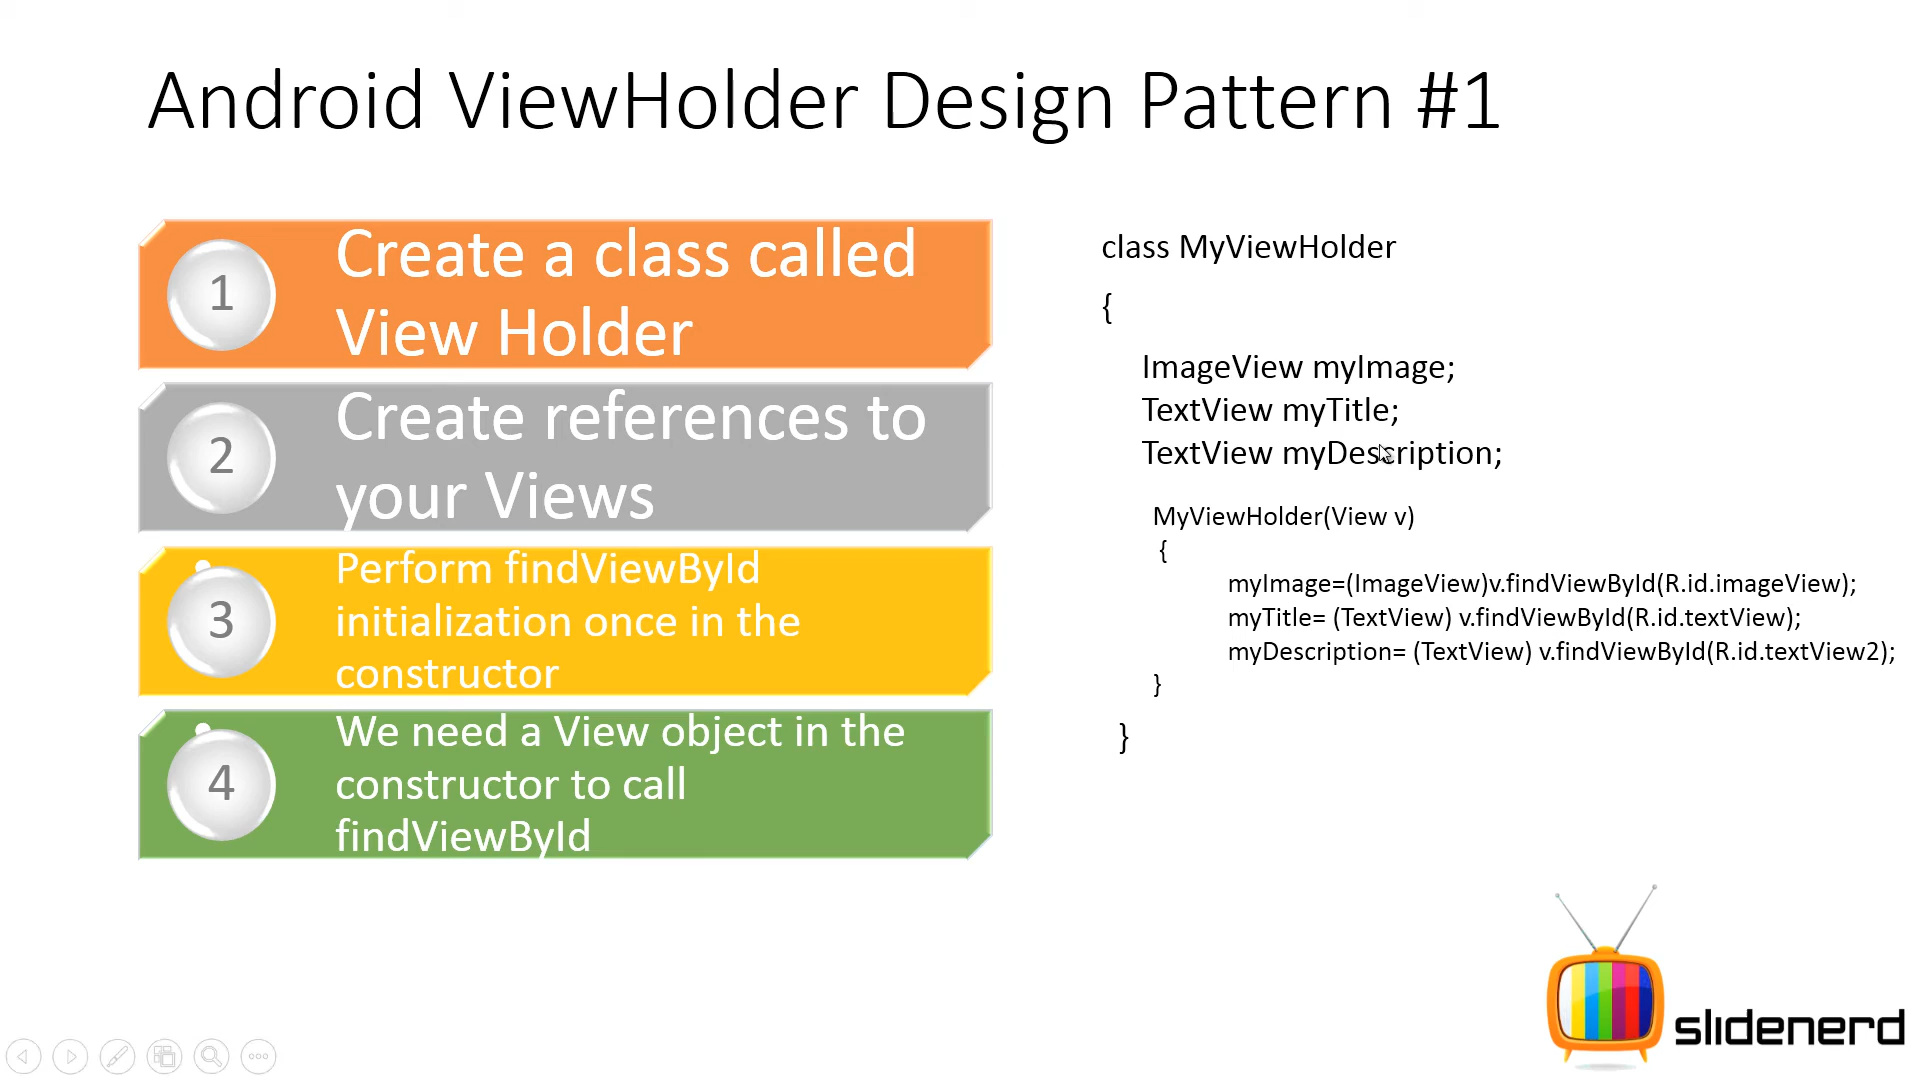 Android ViewHolder Design Pattern #1
1
Create a class called
View Holder
2
Create references to
your Views
3
Perform findViewById
initialization once in the
constructor
4
We need a View object in the
constructor to call
findViewById
class MyViewHolder
{
ImageView myImage;
TextView myTitle;
TextView myDescription;
MyViewHolder(View v)
{
myImage=(ImageView)v.findViewById(R.id.imageView);
myTitle= (TextView) v.findViewById(R.id.textView);
myDescription= (TextView) v.findViewById(R.id.textView2);
}
}
slidenerd